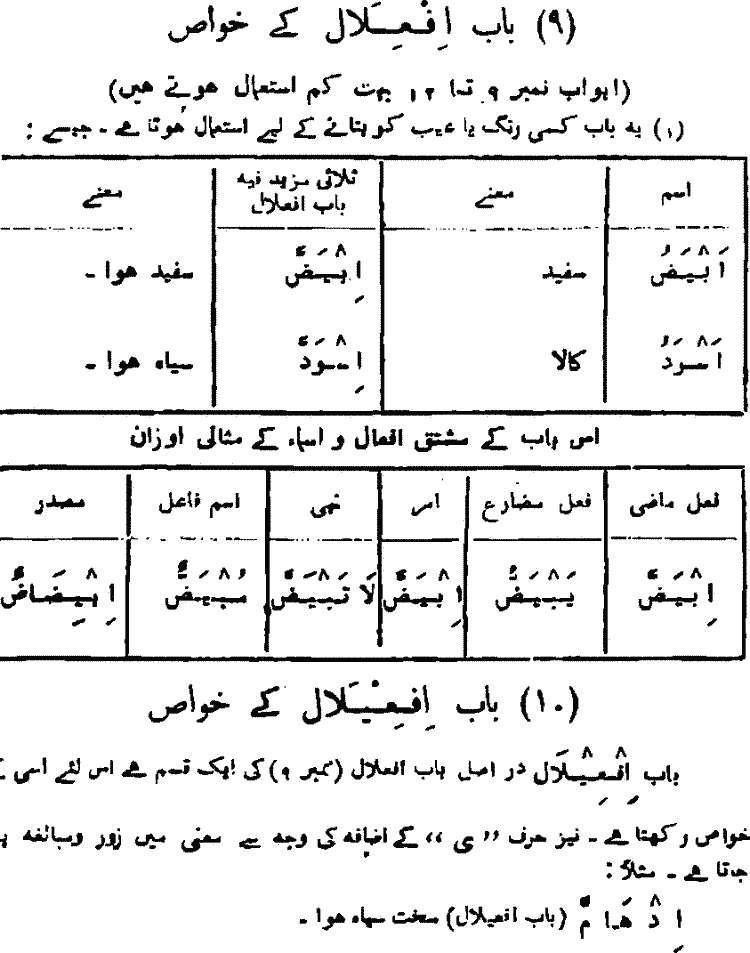 (۹) باب اِفْعِلَال کے خواص
(ابواب نمبر ۹ تا ۱۲ بہت کم استعمال ہوتے ہیں)
(۱) یہ باب کسی رنگ یا عیب کو بتانے کے لیے استعمال ہوتا ہے ۔ جیسے :
اسم معنے ثلاثی مزید فیہ معنے
باب افعلال
اَبْیَضُ سفید اِبْیَضَّ سفید ہوا ۔
اَسْوَدُ کالا اِسْوَدَّ سیاہ ہوا ۔
اس باب کے مشتق افعال و اسماء کے مثالی اوزان
فعل ماضی فعل مضارع امر نہی اسم فاعل مصدر
اِبْیَضَّ یَبْیَضُّ اِبْیَضَّ لَا تَبْیَضَّ مُبْیَضٌّ اِبْیِضَاضٌ
(۱۰) باب اِفْعِیْلَال کے خواص
باب اِفْعِیْلَال در اصل باب افعلال (نمبر ۹) کی ایک قسم ہے اس لئے اسی
خواص رکھتا ہے ۔ نیز حرف ”ی“ کے اضافہ کی وجہ سے معنی میں زور ومبالغہ
جاتا ہے ۔ مثلاً :
اِدْهَامَّ (باب افعیلال) سخت سیاہ ہوا ۔